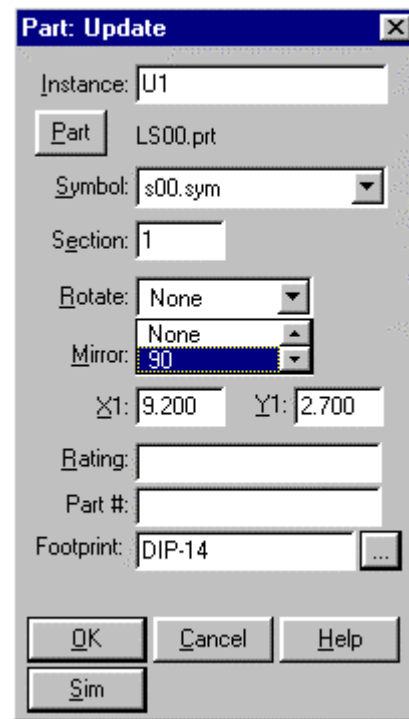 Part: Update
Instance: U1
Part LS00.prt
Symbol: s00.sym
Section: 1
Rotate: None
None
Mirror: 90
X1: 9.200 Y1: 2.700
Rating:
Part #:
Footprint: DIP-14 ...
OK Cancel Help
Sim